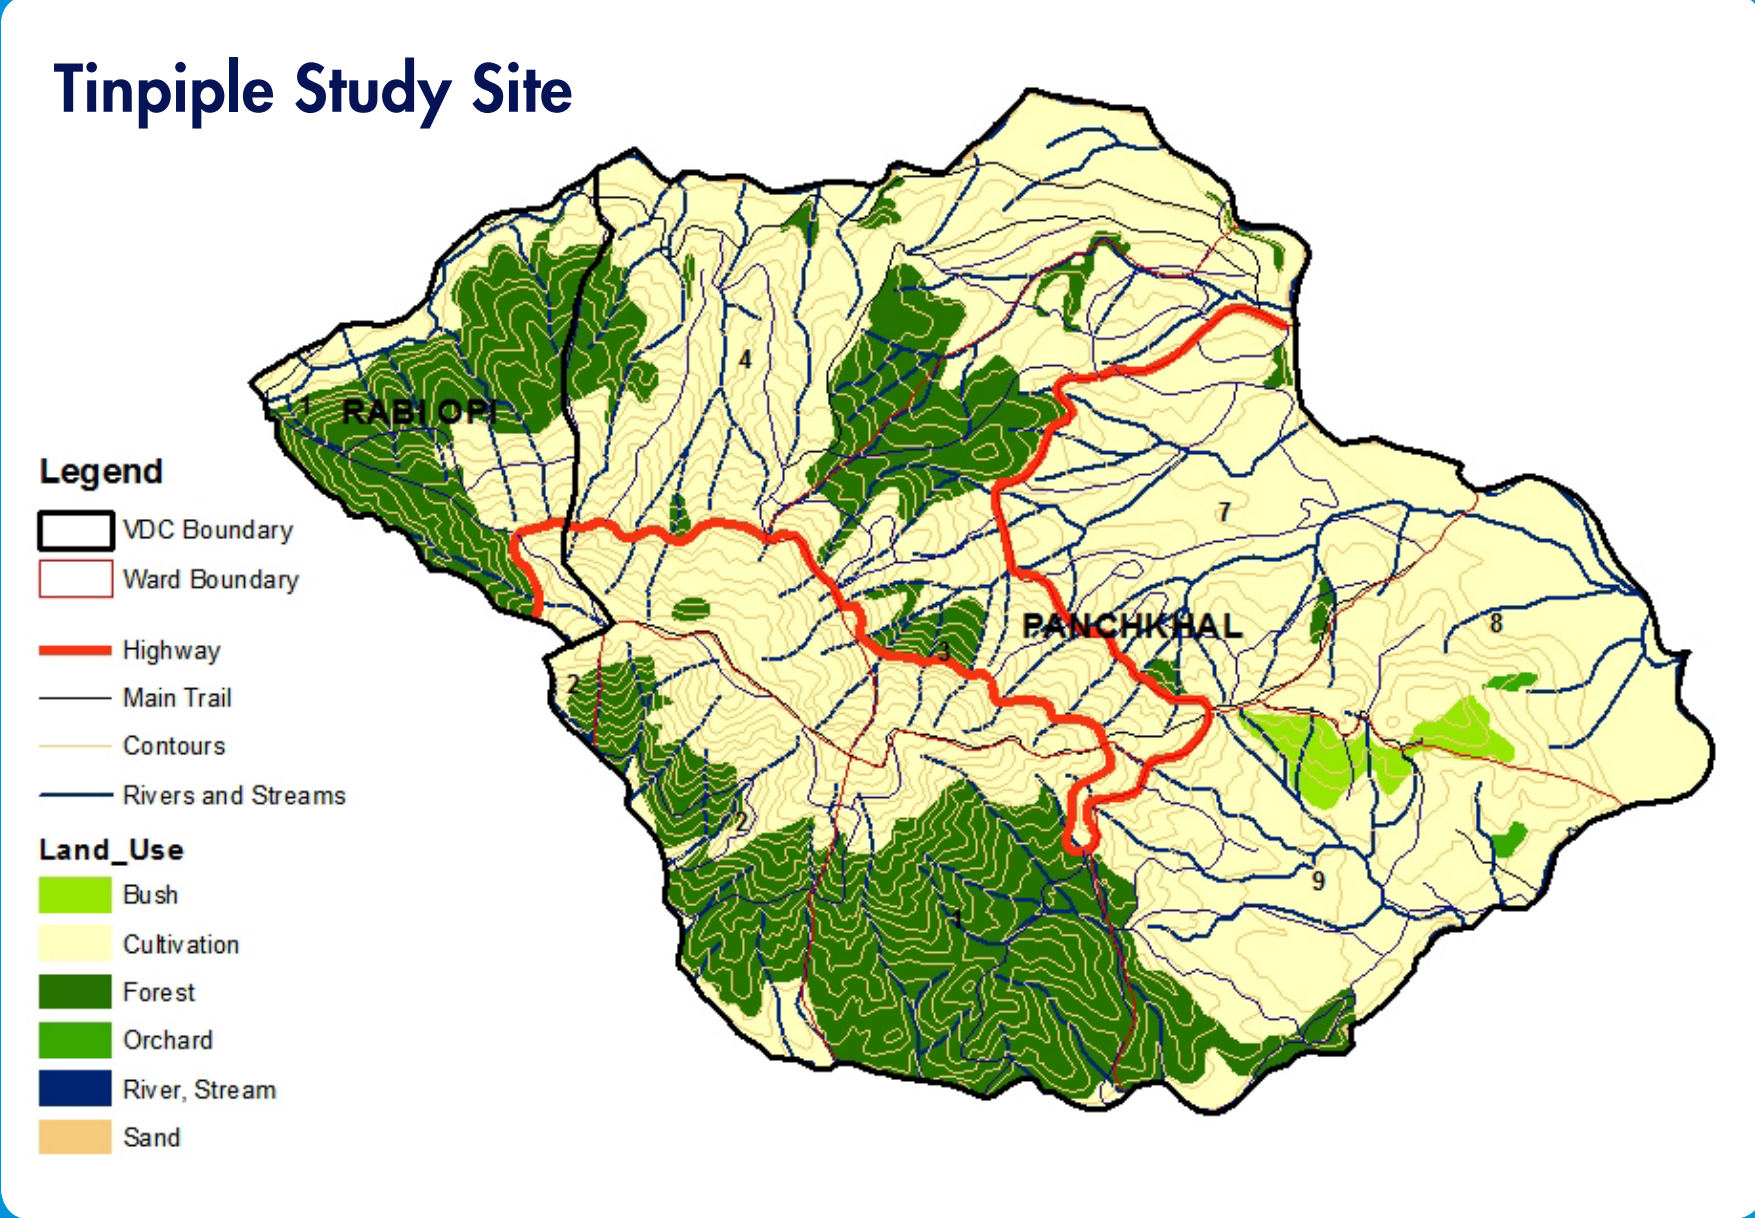 Tinpiple Study Site
4
1
RABI OPI
Legend
VDC Boundary
7
Ward Boundary
PANCHKHAL
8
Highway
3
2
Main Trail
Contours
Rivers and Streams
2
Land_Use
9
Bush
1
Cultivation
Forest
Orchard
River, Stream
Sand